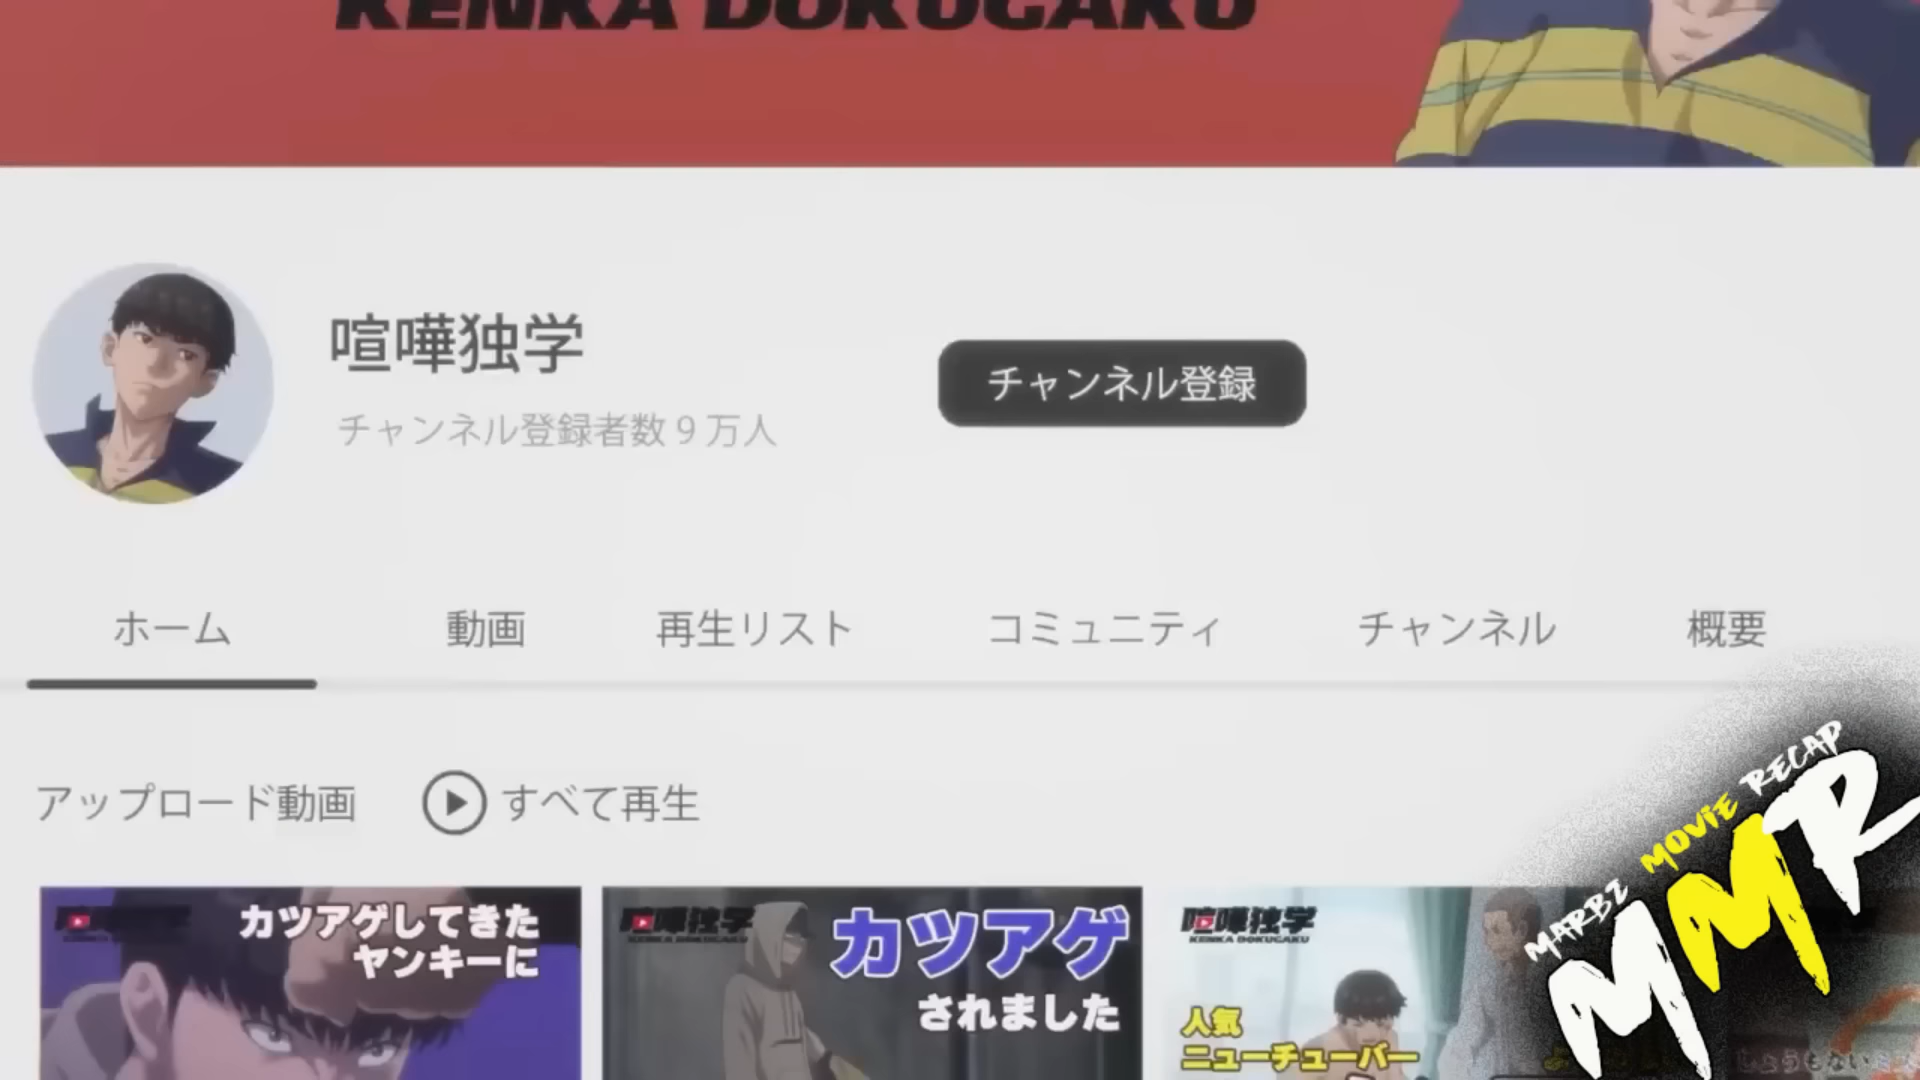 KENKA DOKUGAKU
喧嘩独学
チャンネル登録者数 9 万人
チャンネル登録
ホーム
動画
再生リスト
コミュニティ
チャンネル
概要
アップロード動画
すべて再生
カツアゲしてきた
ヤンキーに
喧嘩独学
KENKA DOKUGAKU
カツアゲ
されました
喧嘩独学
KENKA DOKUGAKU
人気
ニューチューバー
MARBZ MOVIE RECAP
MMR